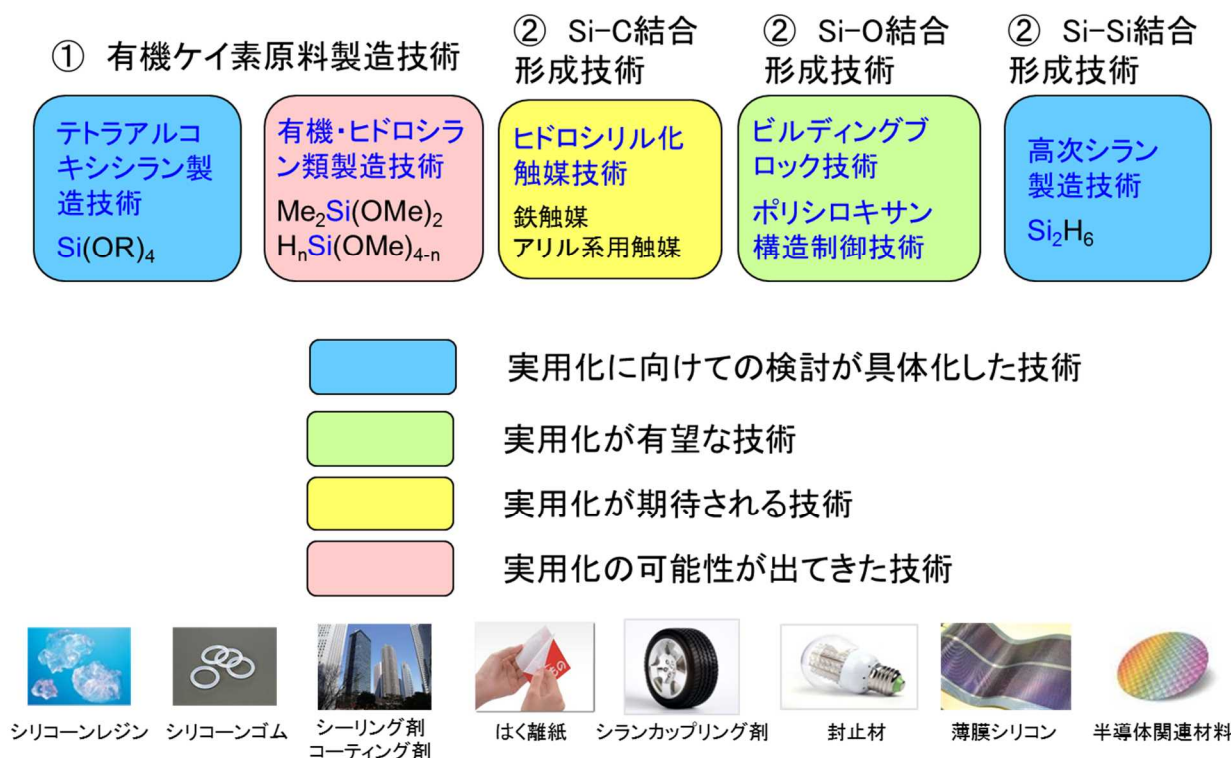 ① 有機ケイ素原料製造技術
② Si-C結合
形成技術
② Si-O結合
形成技術
② Si-Si結合
形成技術
テトラアルコ
キシシラン製
造技術
Si(OR)₄
有機・ヒドロシラ
ン類製造技術
Me₂Si(OMe)₂
HₙSi(OMe)₄₋ₙ
ヒドロシリル化
触媒技術
鉄触媒
アリル系用触媒
ビルディングブ
ロック技術
ポリシロキサン
構造制御技術
高次シラン
製造技術
Si₂H₆
実用化に向けての検討が具体化した技術
実用化が有望な技術
実用化が期待される技術
実用化の可能性が出てきた技術
シリコーンレジン
シリコーンゴム
シーリング剤
コーティング剤
はく離紙
シランカップリング剤
封止材
薄膜シリコン
半導体関連材料